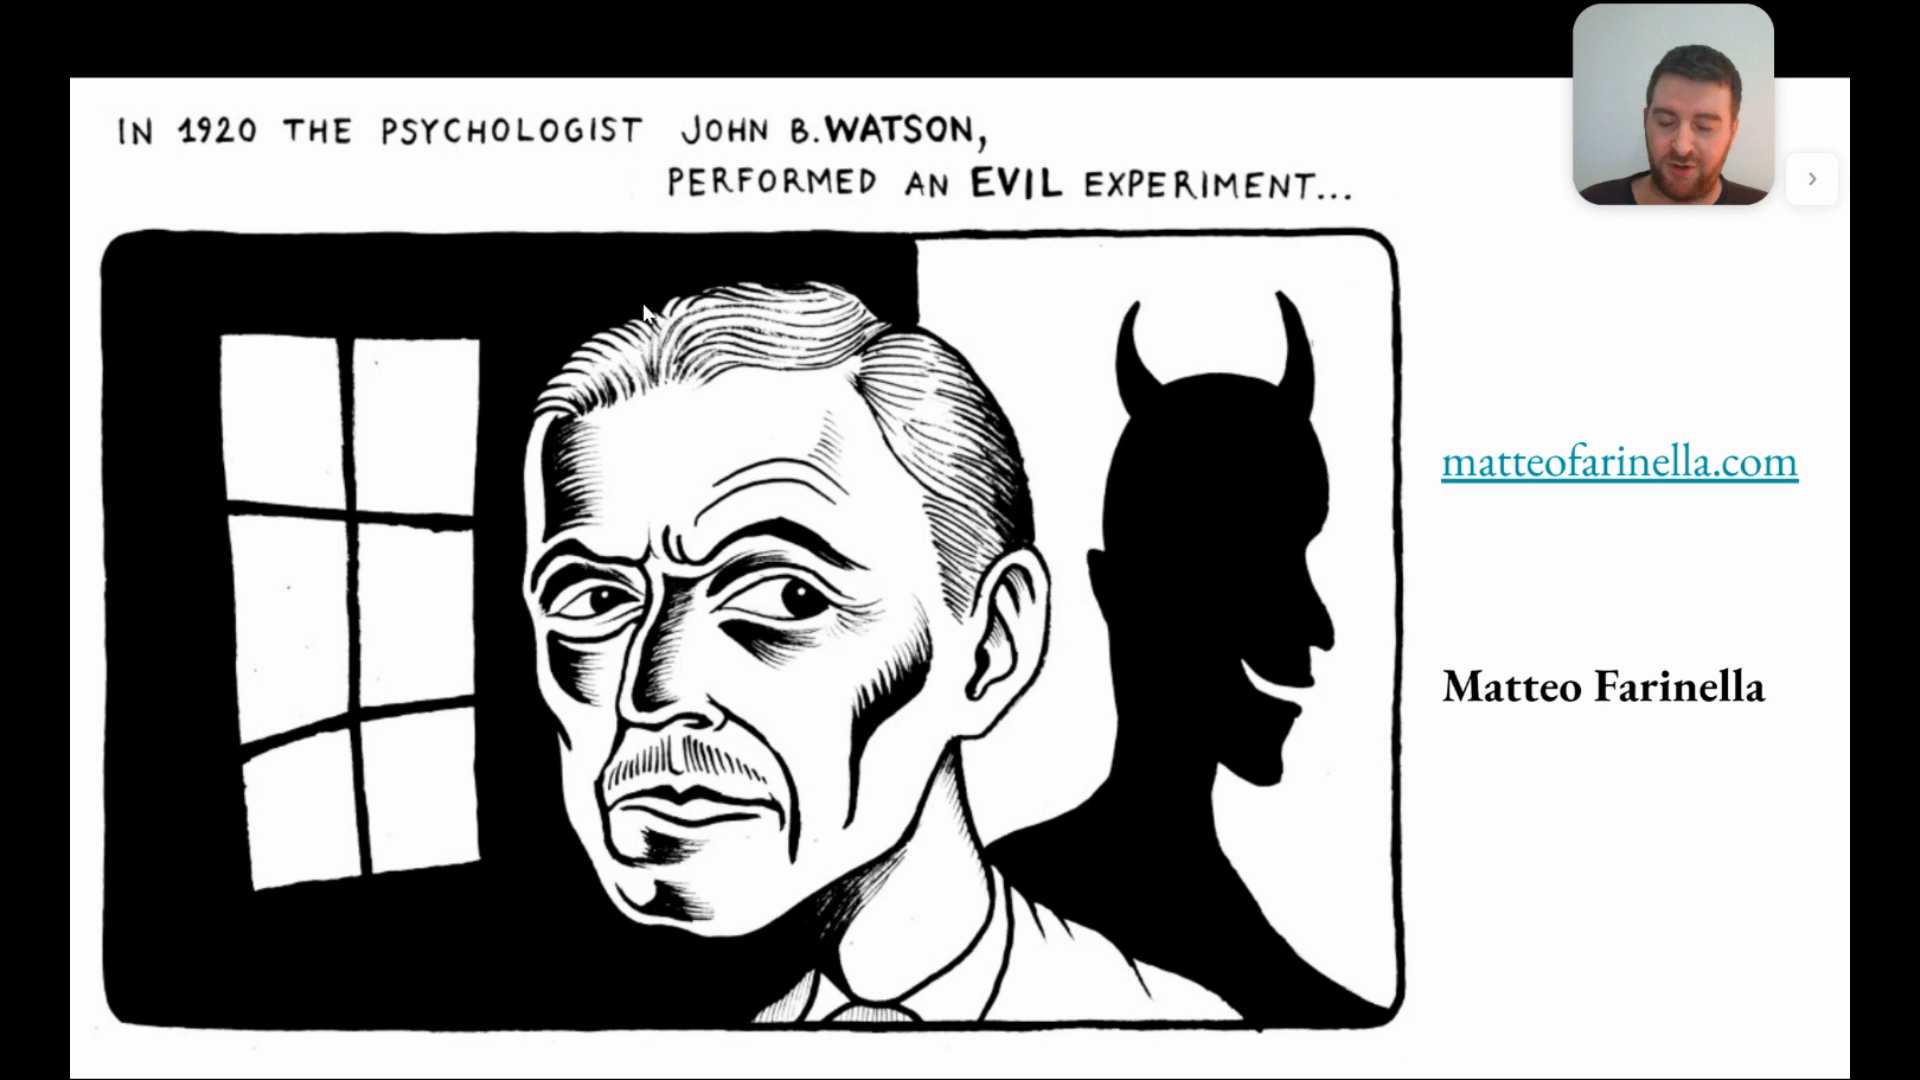 IN 1920 THE PSYCHOLOGIST JOHN B. WATSON,
PERFORMED AN EVIL EXPERIMENT...
matteofarinella.com
Matteo Farinella